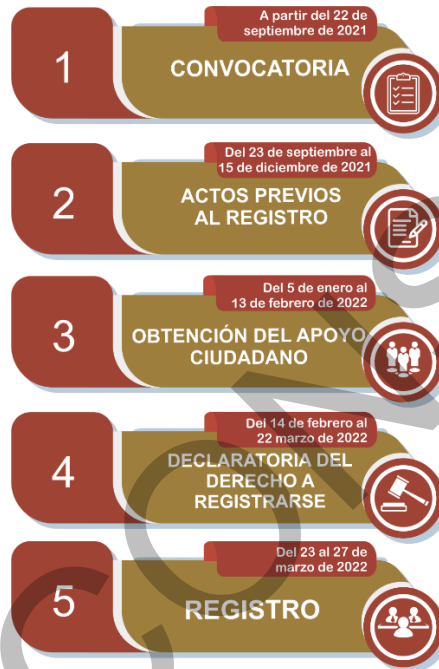 A partir del 22 de
septiembre de 2021
1
CONVOCATORIA
Del 23 de septiembre al
15 de diciembre de 2021
2
ACTOS PREVIOS
AL REGISTRO
Del 5 de enero al
13 de febrero de 2022
3
OBTENCIÓN DEL APOYO
CIUDADANO
Del 14 de febrero al
22 marzo de 2022
4
DECLARATORIA DEL
DERECHO A
REGISTRARSE
Del 23 al 27 de
marzo de 2022
5
REGISTRO